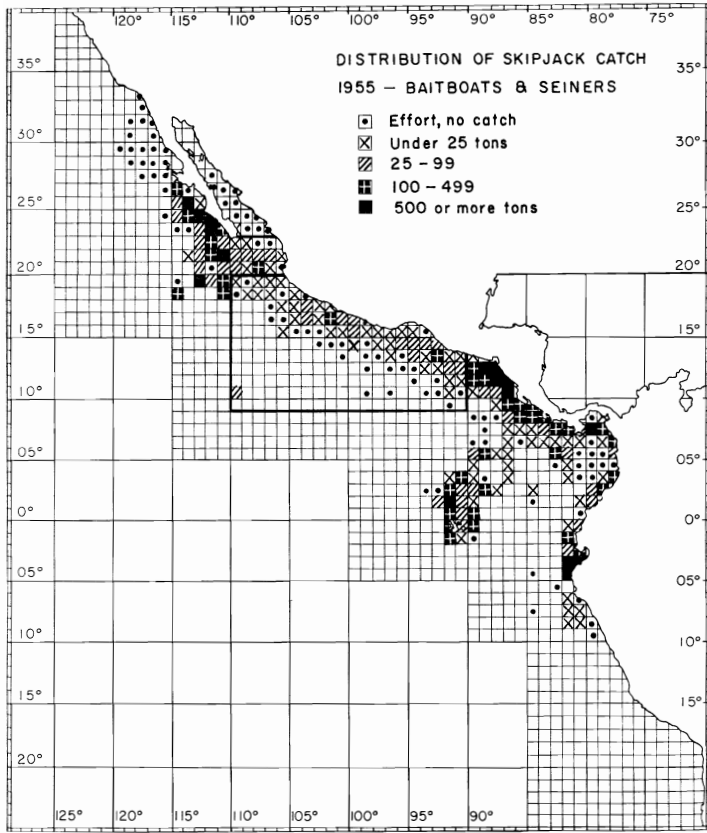 120° 115° 110° 105° 100° 95° 90° 85° 80° 75°
DISTRIBUTION OF SKIPJACK CATCH
1955 — BAITBOATS & SEINERS
Effort, no catch
Under 25 tons
25 - 99
100 - 499
500 or more tons
35° 35°
30° 30°
25° 25°
20° 20°
15° 15°
10° 10°
05° 05°
0° 0°
05° 05°
10° 10°
15° 15°
20°
125° 120° 115° 110° 105° 100° 95° 90°